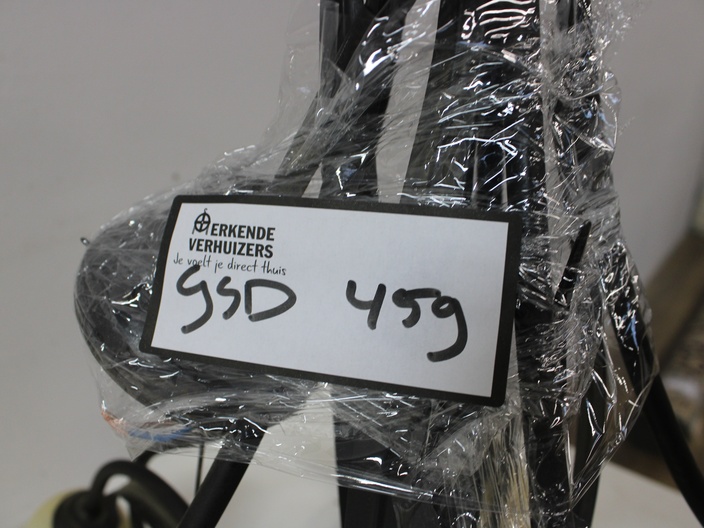 ERKENDE
VERHUIZERS
Je voelt je direct thuis
GSD 459